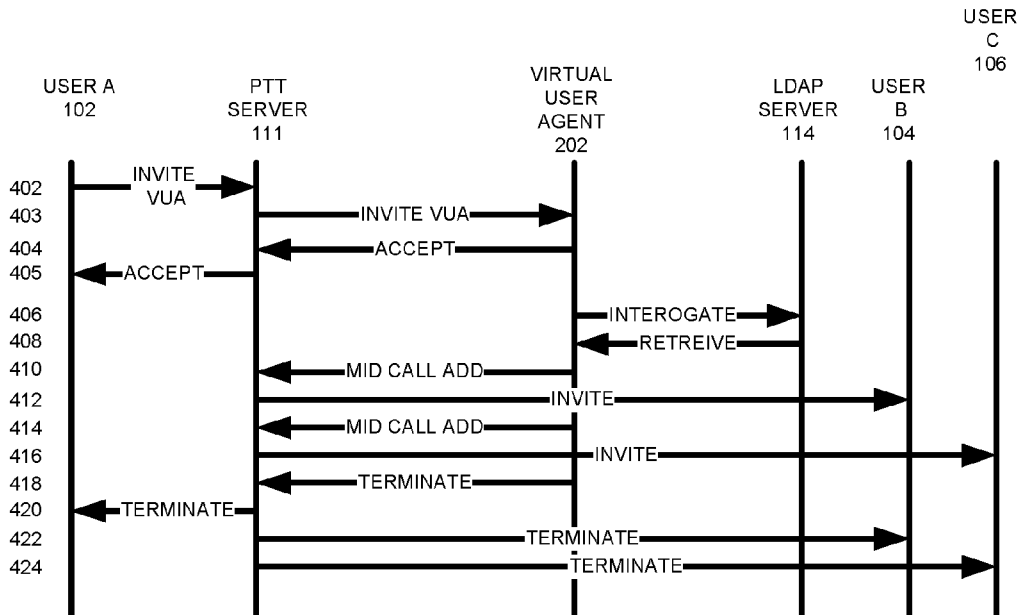 USER
C
106
USER A
102
PTT
SERVER
111
VIRTUAL
USER
AGENT
202
LDAP
SERVER
114
USER
B
104
402
INVITE
VUA
403
INVITE VUA
404
ACCEPT
405
ACCEPT
406
INTEROGATE
408
RETREIVE
410
MID CALL ADD
412
INVITE
414
MID CALL ADD
416
INVITE
418
TERMINATE
420
TERMINATE
422
TERMINATE
424
TERMINATE